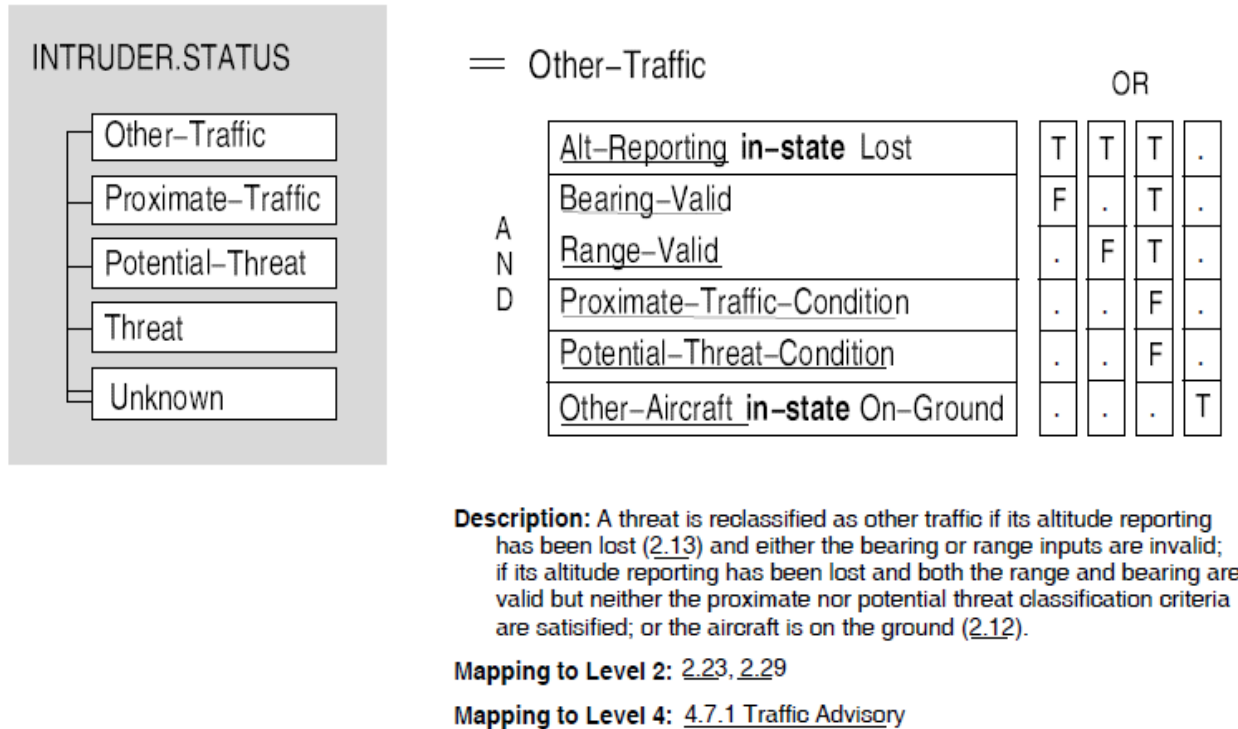 INTRUDER.STATUS
Other–Traffic
Proximate–Traffic
Potential–Threat
Threat
Unknown
= Other–Traffic
OR
A
N
D
Alt–Reporting in–state Lost T T T .
Bearing–Valid F . T .
Range–Valid . F T .
Proximate–Traffic–Condition . . F .
Potential–Threat–Condition . . F .
Other–Aircraft in–state On–Ground . . . T
Description: A threat is reclassified as other traffic if its altitude reporting
has been lost (2.13) and either the bearing or range inputs are invalid;
if its altitude reporting has been lost and both the range and bearing are
valid but neither the proximate nor potential threat classification criteria
are satisified; or the aircraft is on the ground (2.12).
Mapping to Level 2: 2.23, 2.29
Mapping to Level 4: 4.7.1 Traffic Advisory